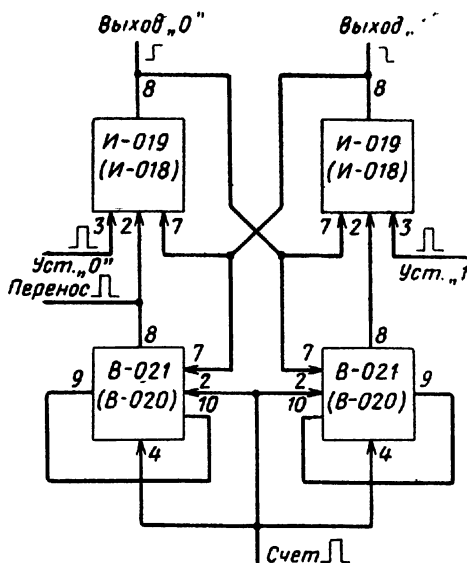 Выход „0"
Выход „
8
8
И-019
(И-018)
И-019
(И-018)
3 2 7
7 2 3
Уст. „0"
Уст. „1
Перенос
8
8
9
В-021
(В-020)
7
2
10
4
7
2
10
В-021
(В-020)
9
4
Счет